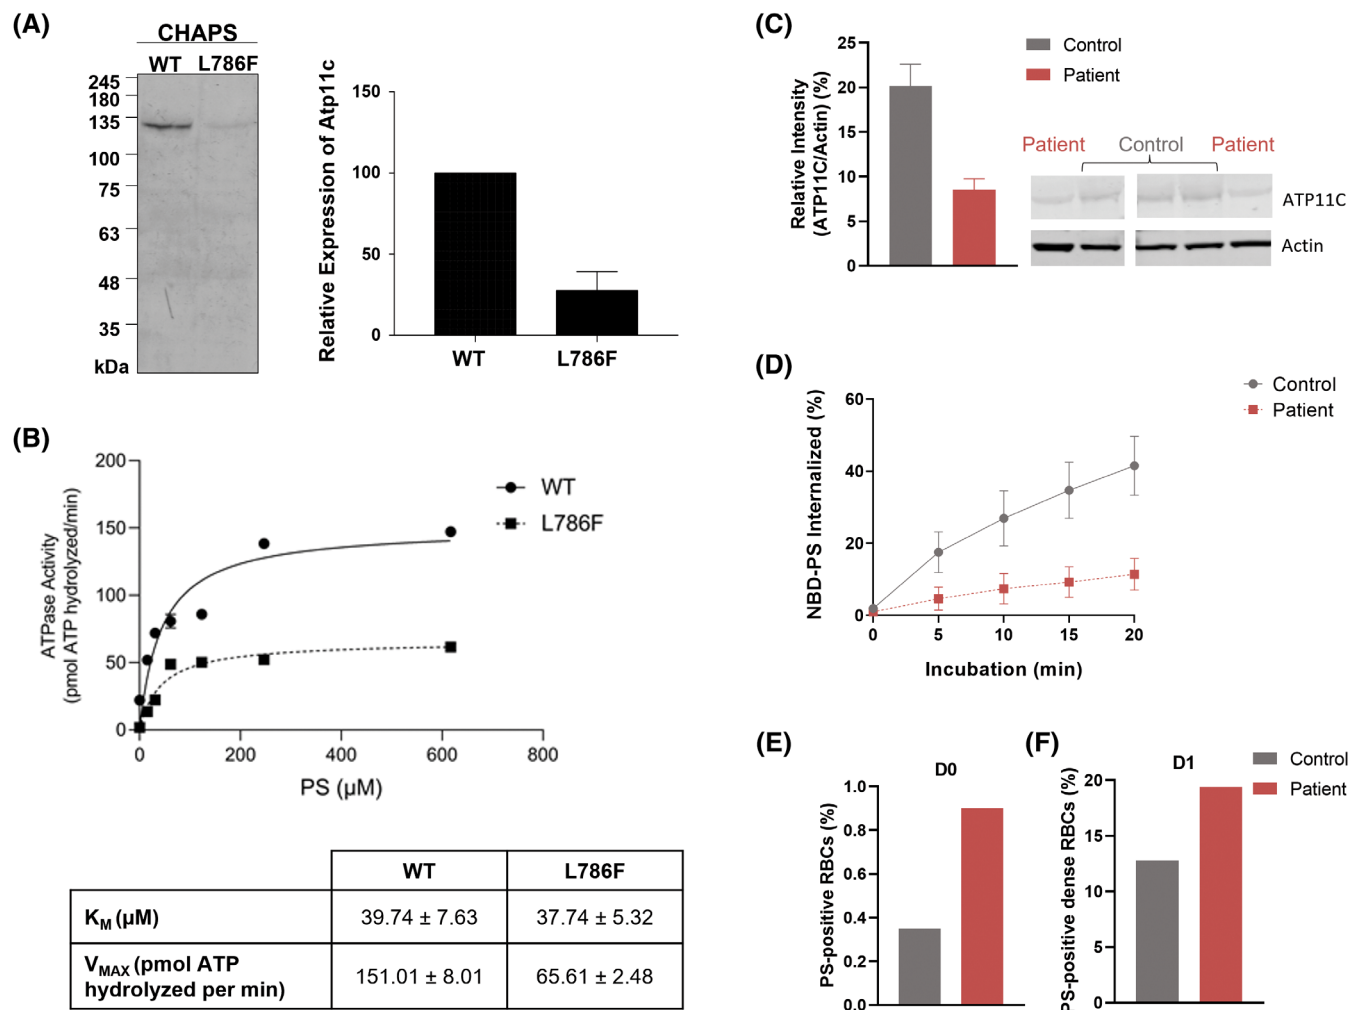 (A)
CHAPS
WT L786F
245
180
135
100
75
63
48
35
kDa
Relative Expression of Atp11c
150
100
50
0
WT L786F
(B)
ATPase Activity
(pmol ATP hydrolyzed/min)
200
150
100
50
0
0 200 400 600 800
PS (µM)
WT
L786F
WT L786F
KM (µM) 39.74 ± 7.63 37.74 ± 5.32
VMAX (pmol ATP
hydrolyzed per min) 151.01 ± 8.01 65.61 ± 2.48
(C)
Relative Intensity
(ATP11C/Actin) (%)
25
20
15
10
5
0
Control
Patient
Patient Control Patient
ATP11C
Actin
(D)
NBD-PS Internalized (%)
60
40
20
0
0 5 10 15 20
Incubation (min)
Control
Patient
(E)
D0
PS-positive RBCs (%)
1.0
0.8
0.6
0.4
0.2
0.0
(F)
D1
PS-positive dense RBCs (%)
20
15
10
5
0
Control
Patient